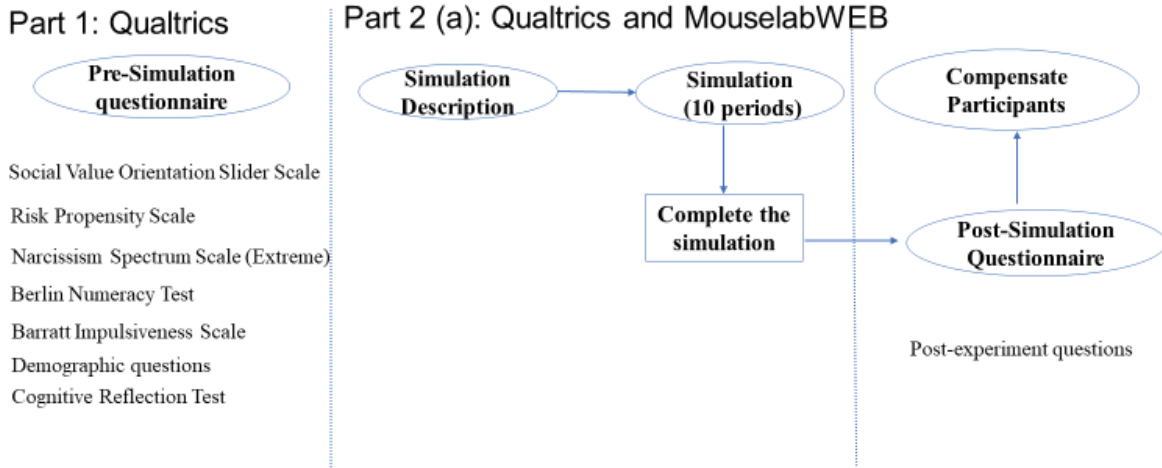 Part 1: Qualtrics
Pre-Simulation
questionnaire
Social Value Orientation Slider Scale
Risk Propensity Scale
Narcissism Spectrum Scale (Extreme)
Berlin Numeracy Test
Barratt Impulsiveness Scale
Demographic questions
Cognitive Reflection Test
Part 2 (a): Qualtrics and MouselabWEB
Simulation
Description
Simulation
(10 periods)
Complete the
simulation
Compensate
Participants
Post-Simulation
Questionnaire
Post-experiment questions